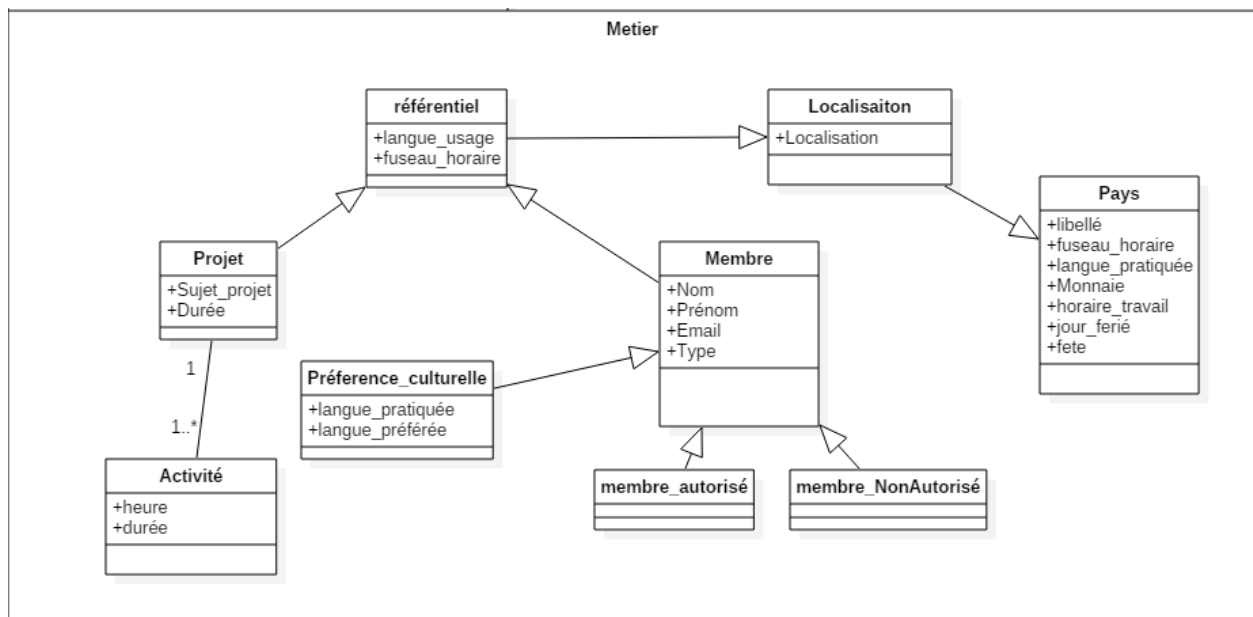 Metier
référentiel
+langue_usage
+fuseau_horaire
Localisaiton
+Localisation
Pays
+libellé
+fuseau_horaire
+langue_pratiquée
+Monnaie
+horaire_travail
+jour_ferié
+fete
Projet
+Sujet_projet
+Durée
Membre
+Nom
+Prénom
+Email
+Type
1
1..*
Préference_culturelle
+langue_pratiquée
+langue_préférée
Activité
+heure
+durée
membre_autorisé
membre_NonAutorisé